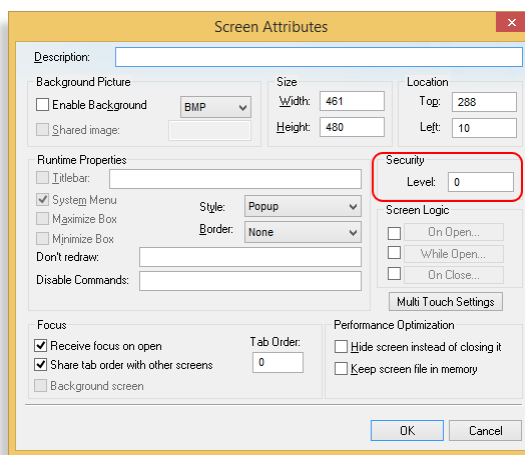 Screen Attributes
x
Description:
Background Picture
Enable Background
BMP
Shared image:
Size
Width: 461
Height: 480
Location
Top: 288
Left: 10
Runtime Properties
Titlebar:
System Menu
Maximize Box
Minimize Box
Style: Popup
Border: None
Don't redraw:
Disable Commands:
Security
Level: 0
Screen Logic
On Open...
While Open...
On Close...
Multi Touch Settings
Focus
Receive focus on open
Share tab order with other screens
Background screen
Tab Order:
0
Performance Optimization
Hide screen instead of closing it
Keep screen file in memory
OK
Cancel